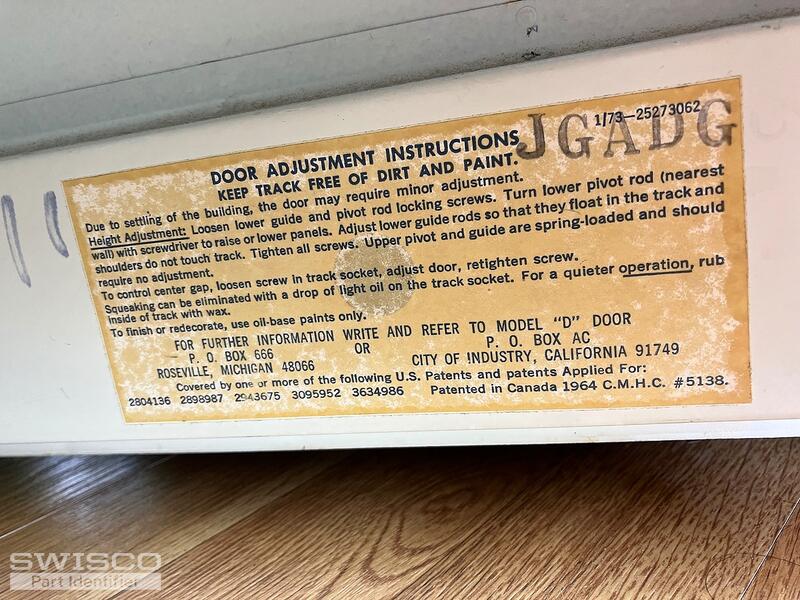 1/73—25273062
JGADG
DOOR ADJUSTMENT INSTRUCTIONS
KEEP TRACK FREE OF DIRT AND PAINT.
Due to settling of the building, the door may require minor adjustment.
Height Adjustment: Loosen lower guide and pivot rod locking screws. Turn lower pivot rod (nearest
wall) with screwdriver to raise or lower panels. Adjust lower guide rods so that they float in the track and
shoulders do not touch track. Tighten all screws. Upper pivot and guide are spring-loaded and should
require no adjustment.
To control center gap, loosen screw in track socket, adjust door, retighten screw.
Squeaking can be eliminated with a drop of light oil on the track socket. For a quieter operation, rub
inside of track with wax.
To finish or redecorate, use oil-base paints only.
FOR FURTHER INFORMATION WRITE AND REFER TO MODEL "D" DOOR
P. O. BOX 666 OR P. O. BOX AC
ROSEVILLE, MICHIGAN 48066 CITY OF INDUSTRY, CALIFORNIA 91749
Covered by one or more of the following U.S. Patents and patents Applied For:
2804136 2898987 2943675 3095952 3634986 Patented in Canada 1964 C.M.H.C. #5138.
SWISCO
Part Identifier